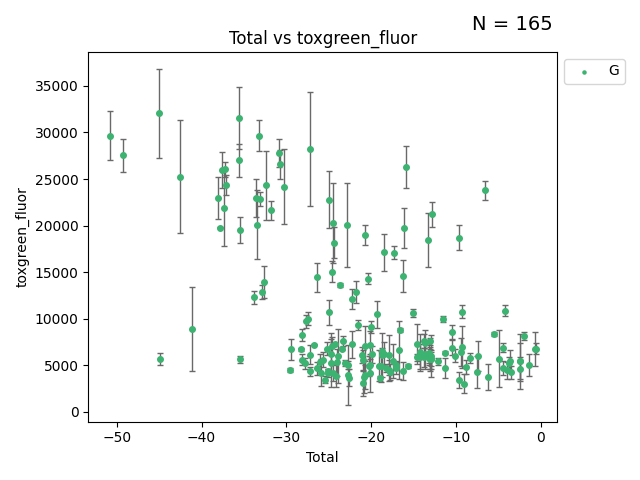 N = 165
Total vs toxgreen_fluor
G
toxgreen_fluor
35000
30000
25000
20000
15000
10000
5000
0
−50 −40 −30 −20 −10 0
Total